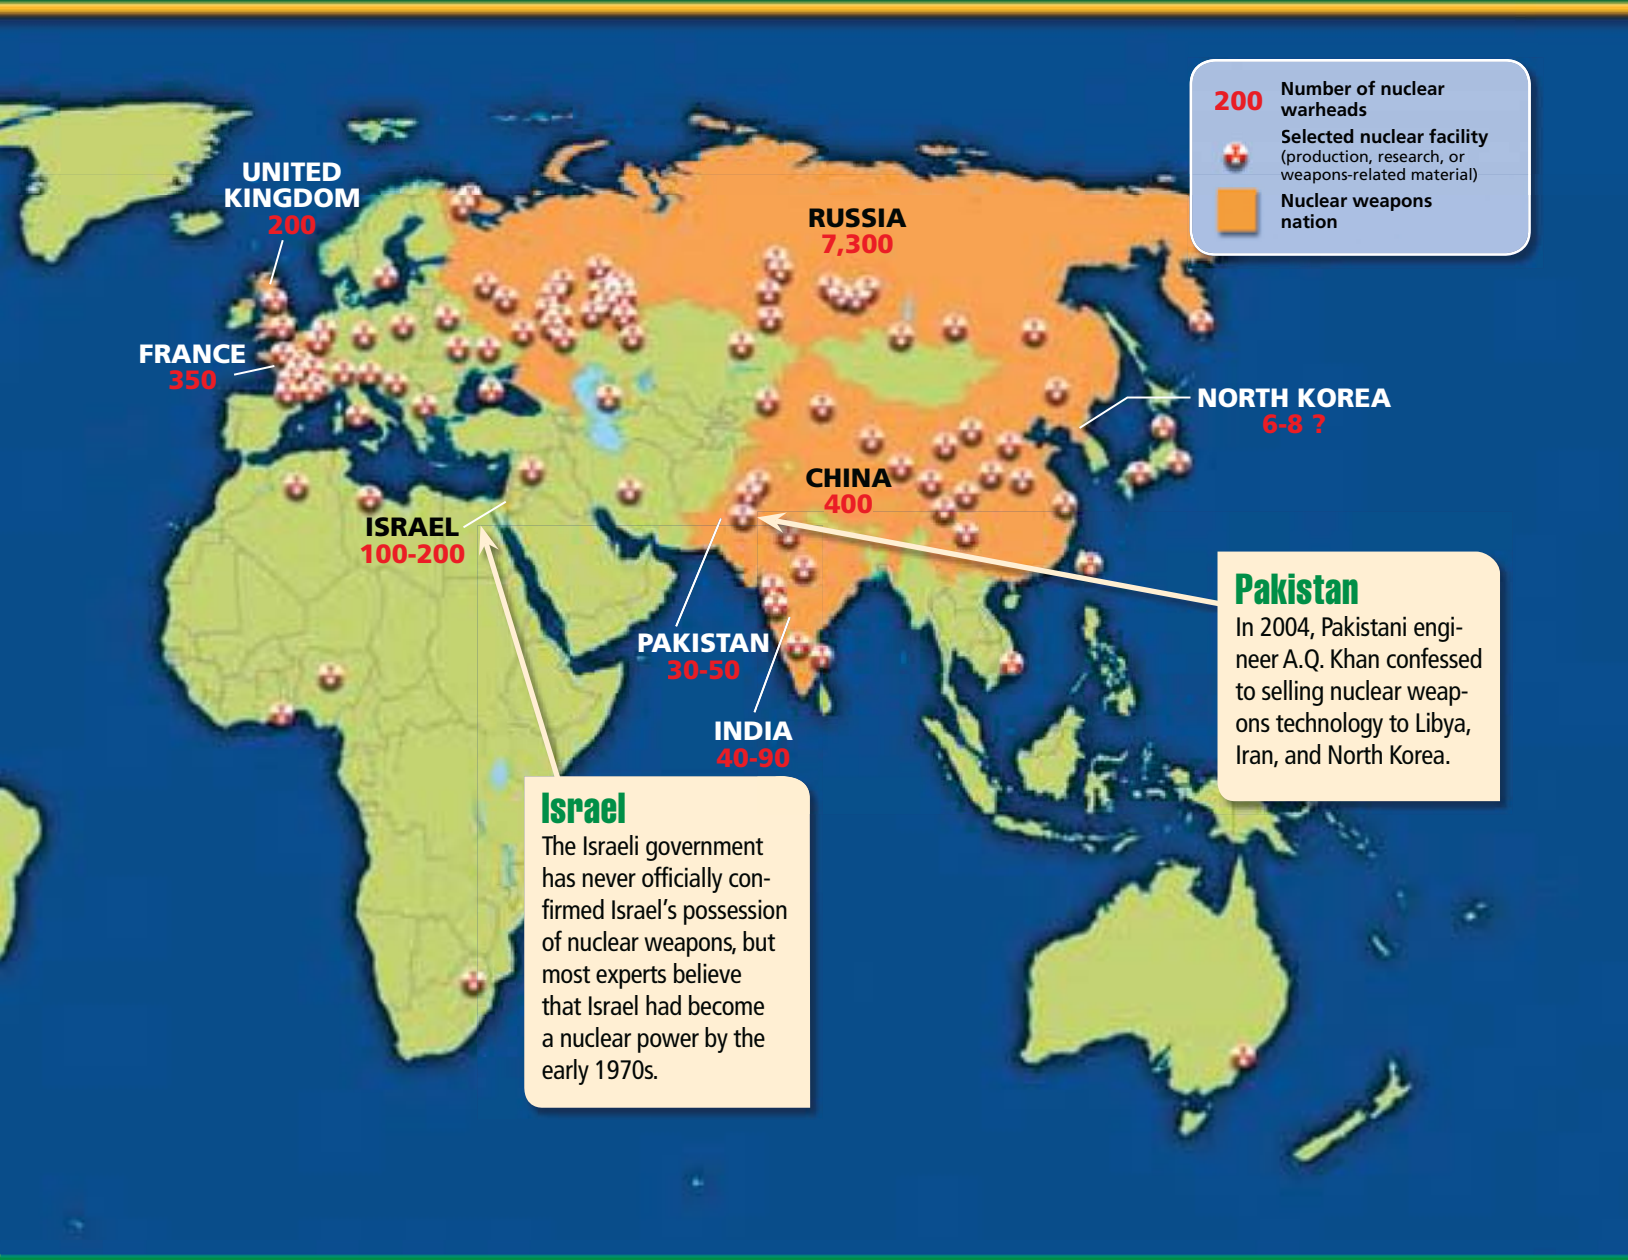 200
Number of nuclear
warheads
Selected nuclear facility
(production, research, or
weapons-related material)
Nuclear weapons
nation
UNITED
KINGDOM
200
RUSSIA
7,300
FRANCE
350
NORTH KOREA
6-8 ?
CHINA
400
ISRAEL
100-200
PAKISTAN
30-50
INDIA
40-90
Pakistan
In 2004, Pakistani engi-
neer A.Q. Khan confessed
to selling nuclear weap-
ons technology to Libya,
Iran, and North Korea.
Israel
The Israeli government
has never officially con-
firmed Israel’s possession
of nuclear weapons, but
most experts believe
that Israel had become
a nuclear power by the
early 1970s.